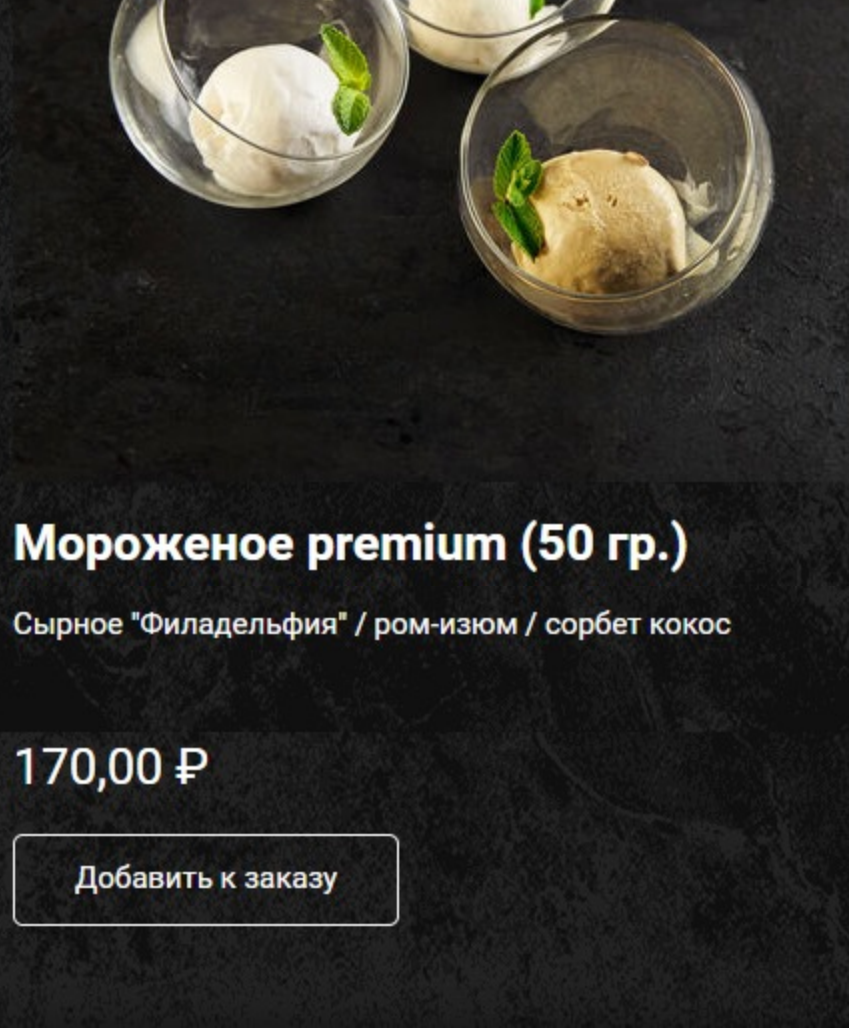 Мороженое premium (50 гр.)
Сырное "Филадельфия" / ром-изюм / сорбет кокос
170,00 ₽
Добавить к заказу